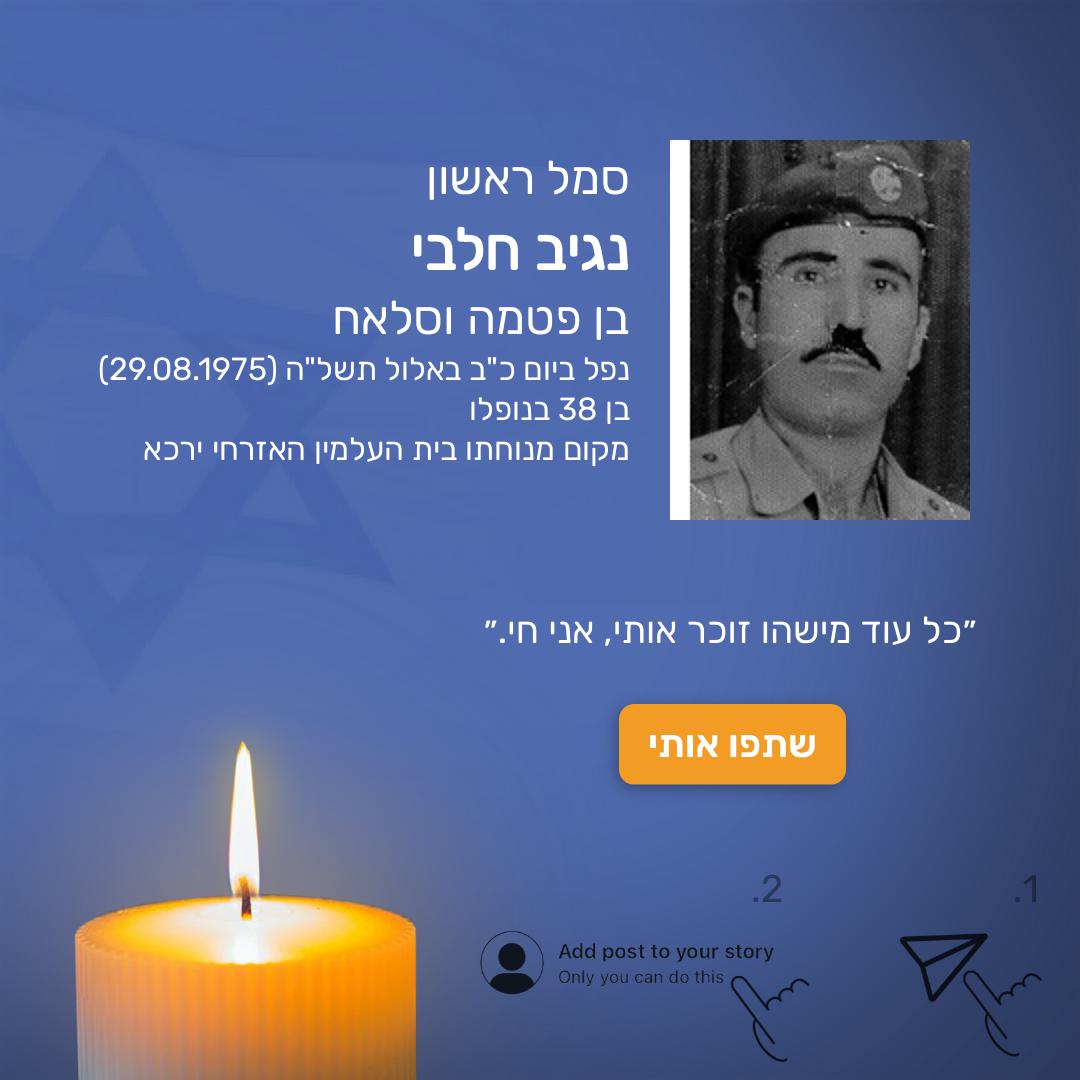 סמל ראשון
נגיב חלבי
בן פטמה וסלאח
נפל ביום כ"ב באלול תשל"ה (29.08.1975)
בן 38 בנופלו
מקום מנוחתו בית העלמין האזרחי ירכא
״כל עוד מישהו זוכר אותי, אני חי.״
שתפו אותי
1.
2.
Add post to your story
Only you can do this